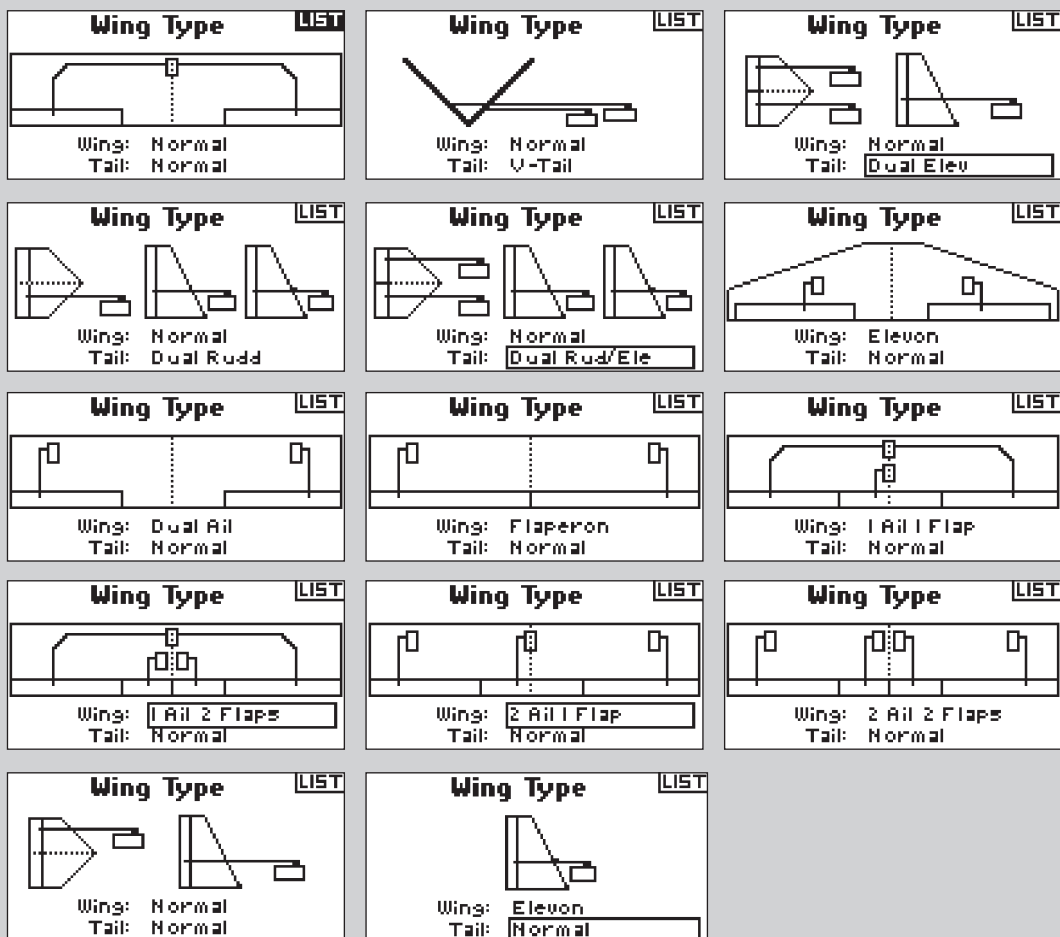 Wing Type LIST
Wing: Normal
Tail: Normal
Wing Type LIST
Wing: Normal
Tail: V-Tail
Wing Type LIST
Wing: Normal
Tail: Dual Elev
Wing Type LIST
Wing: Normal
Tail: Dual Rudd
Wing Type LIST
Wing: Normal
Tail: Dual Rud/Ele
Wing Type LIST
Wing: Elevon
Tail: Normal
Wing Type LIST
Wing: Dual Ail
Tail: Normal
Wing Type LIST
Wing: Flaperon
Tail: Normal
Wing Type LIST
Wing: 1 Ail 1 Flap
Tail: Normal
Wing Type LIST
Wing: 1 Ail 2 Flaps
Tail: Normal
Wing Type LIST
Wing: 2 Ail 1 Flap
Tail: Normal
Wing Type LIST
Wing: 2 Ail 2 Flaps
Tail: Normal
Wing Type LIST
Wing: Normal
Tail: Normal
Wing Type LIST
Wing: Elevon
Tail: Normal